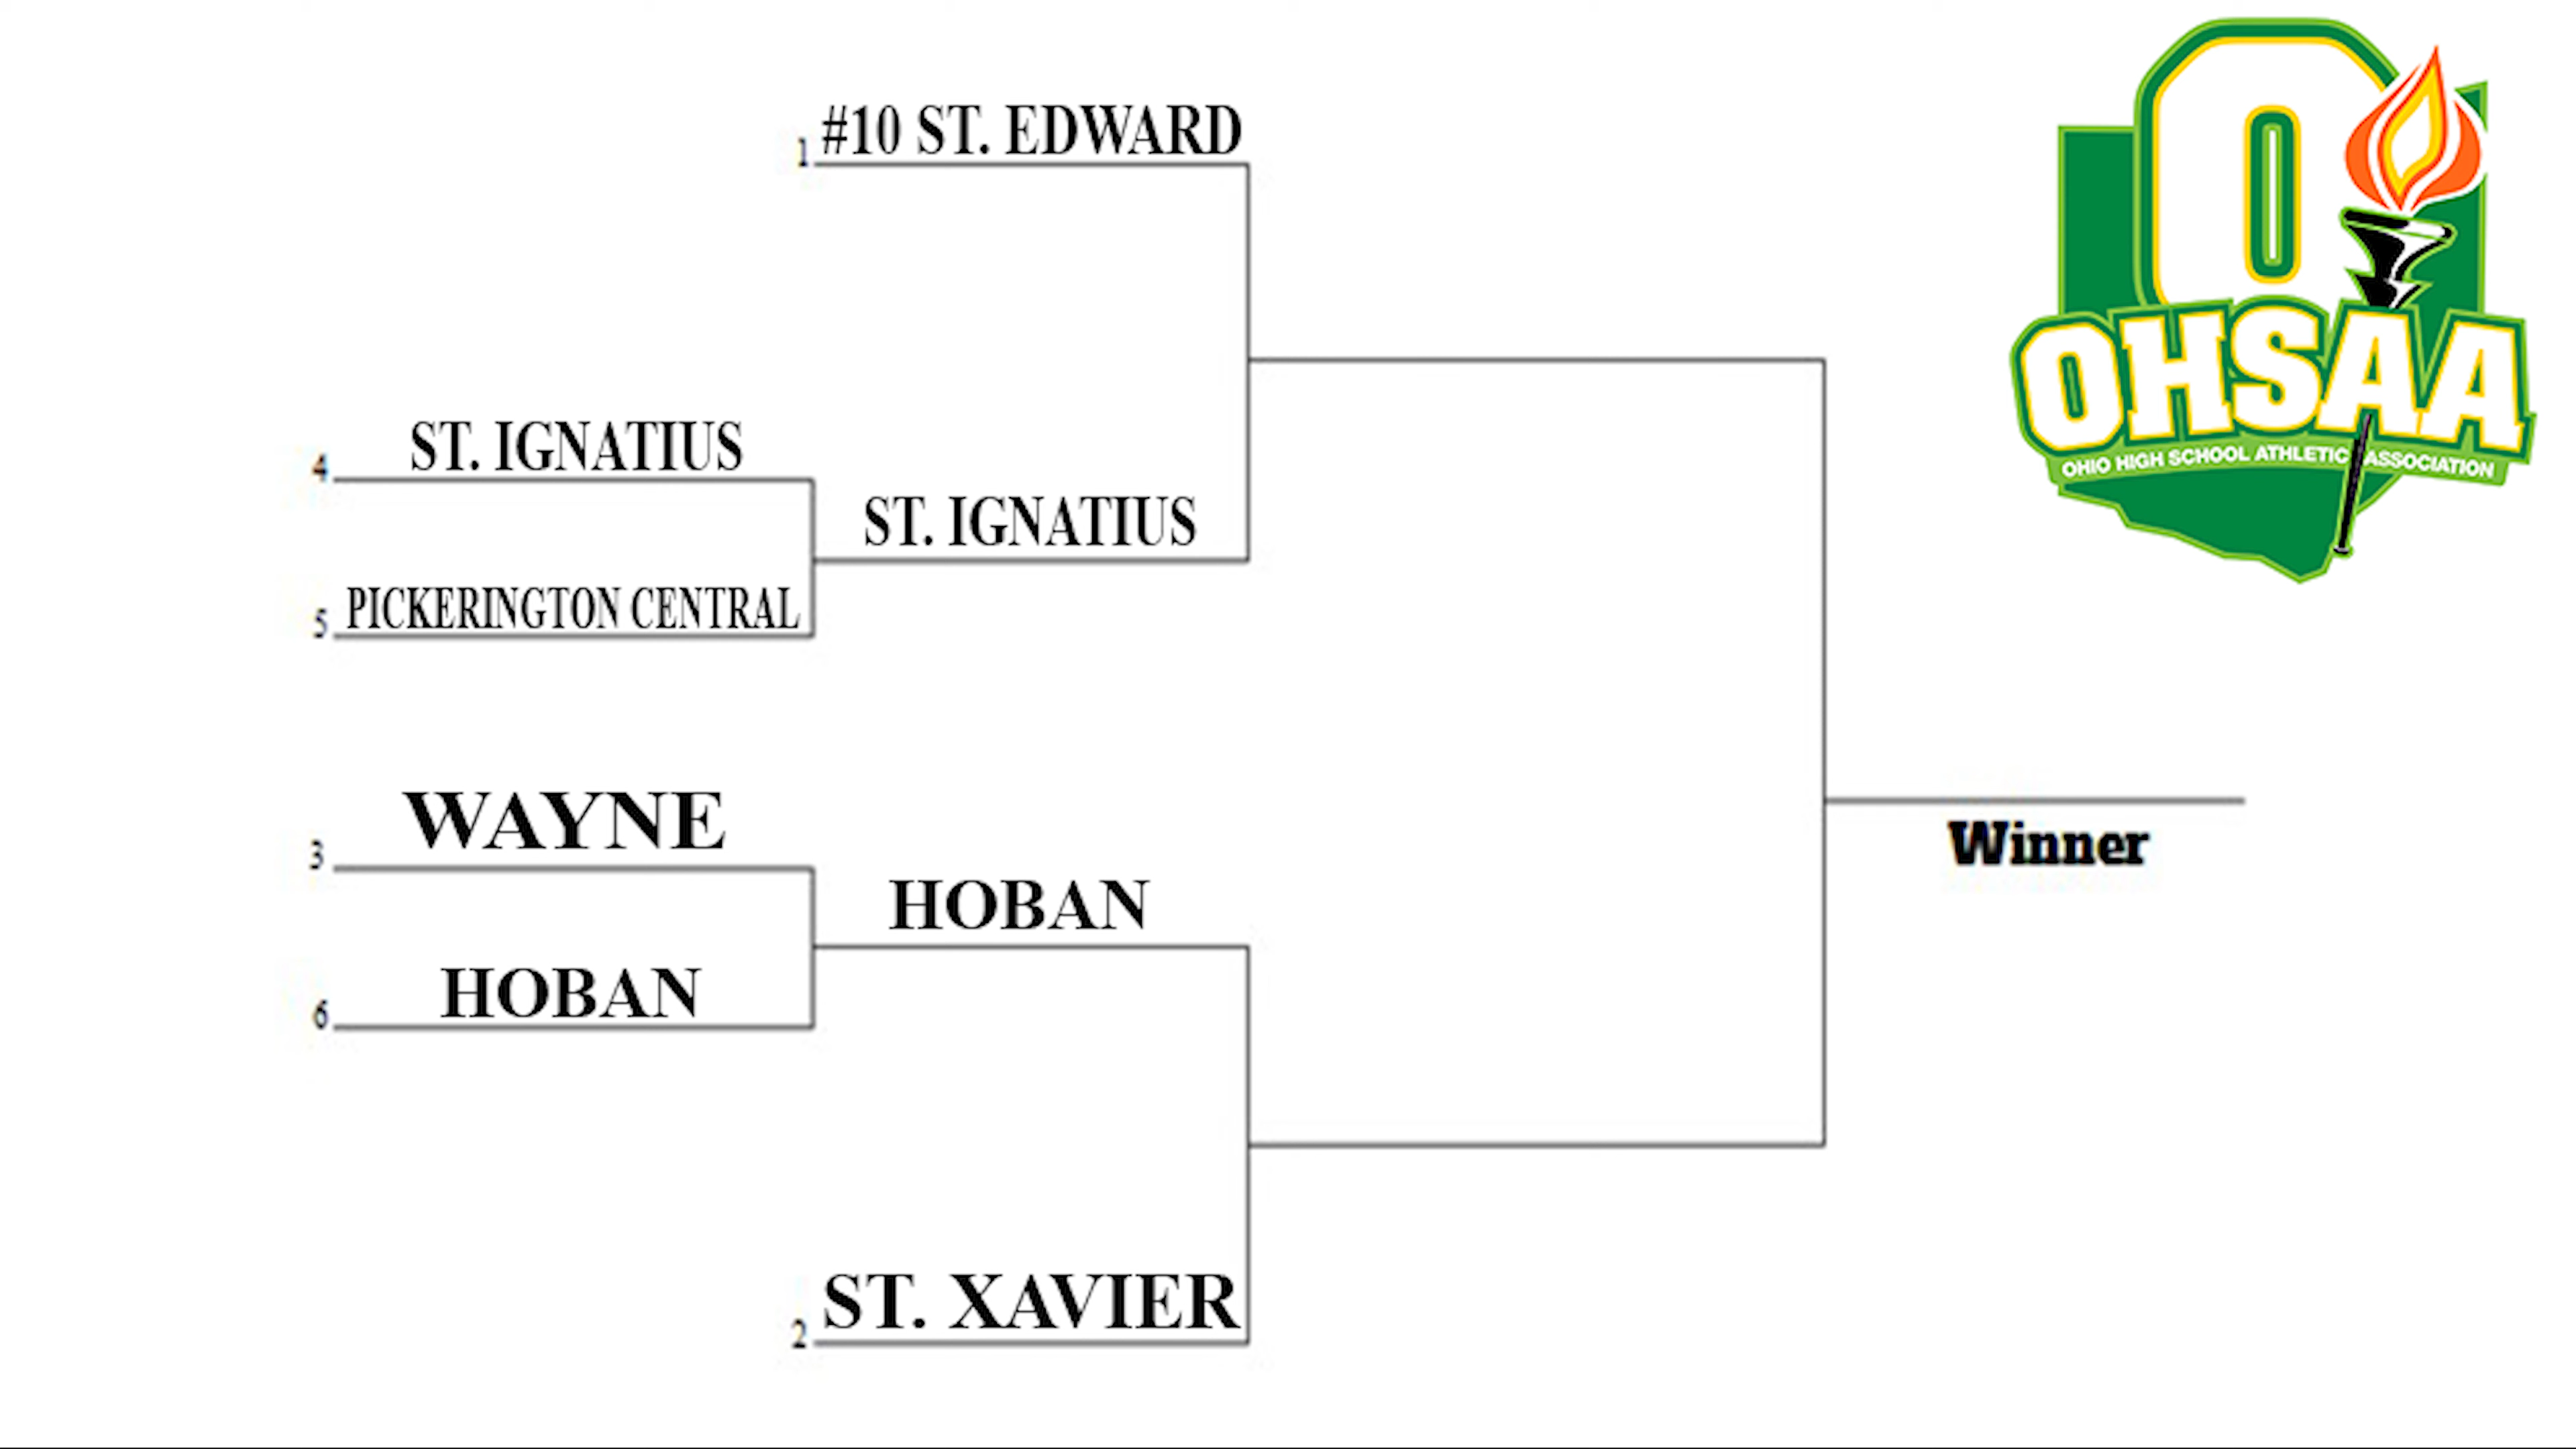 1 #10 ST. EDWARD
4 ST. IGNATIUS
ST. IGNATIUS
5 PICKERINGTON CENTRAL
3 WAYNE
HOBAN
6 HOBAN
2 ST. XAVIER
Winner
O
OHSAA
OHIO HIGH SCHOOL ATHLETIC ASSOCIATION